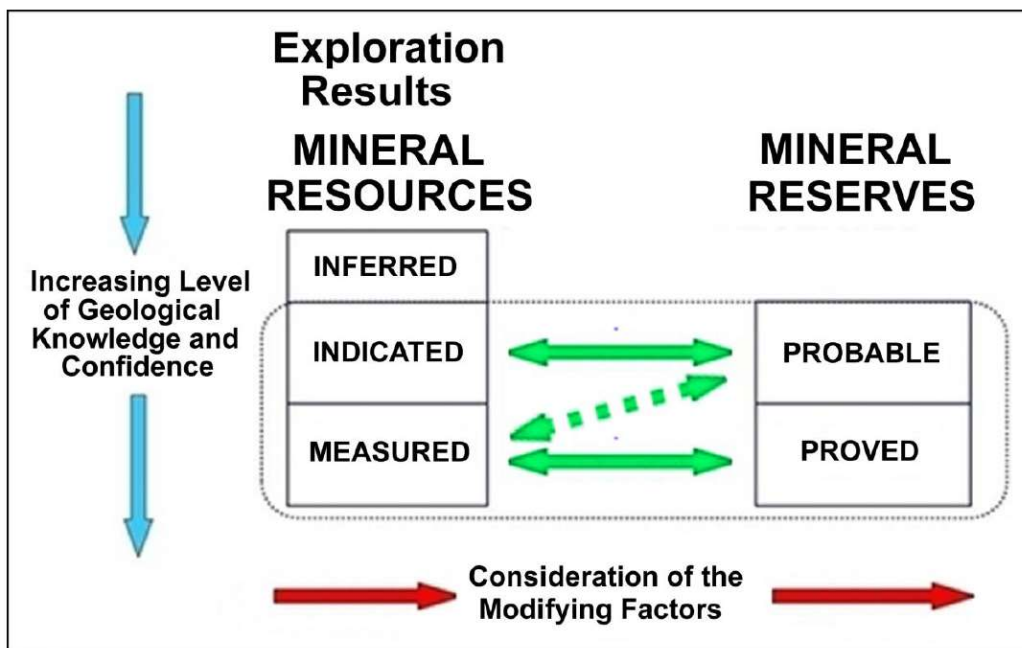 Exploration
Results
MINERAL
RESOURCES
MINERAL
RESERVES
Increasing Level
of Geological
Knowledge and
Confidence
INFERRED
INDICATED
MEASURED
PROBABLE
PROVED
Consideration of the
Modifying Factors